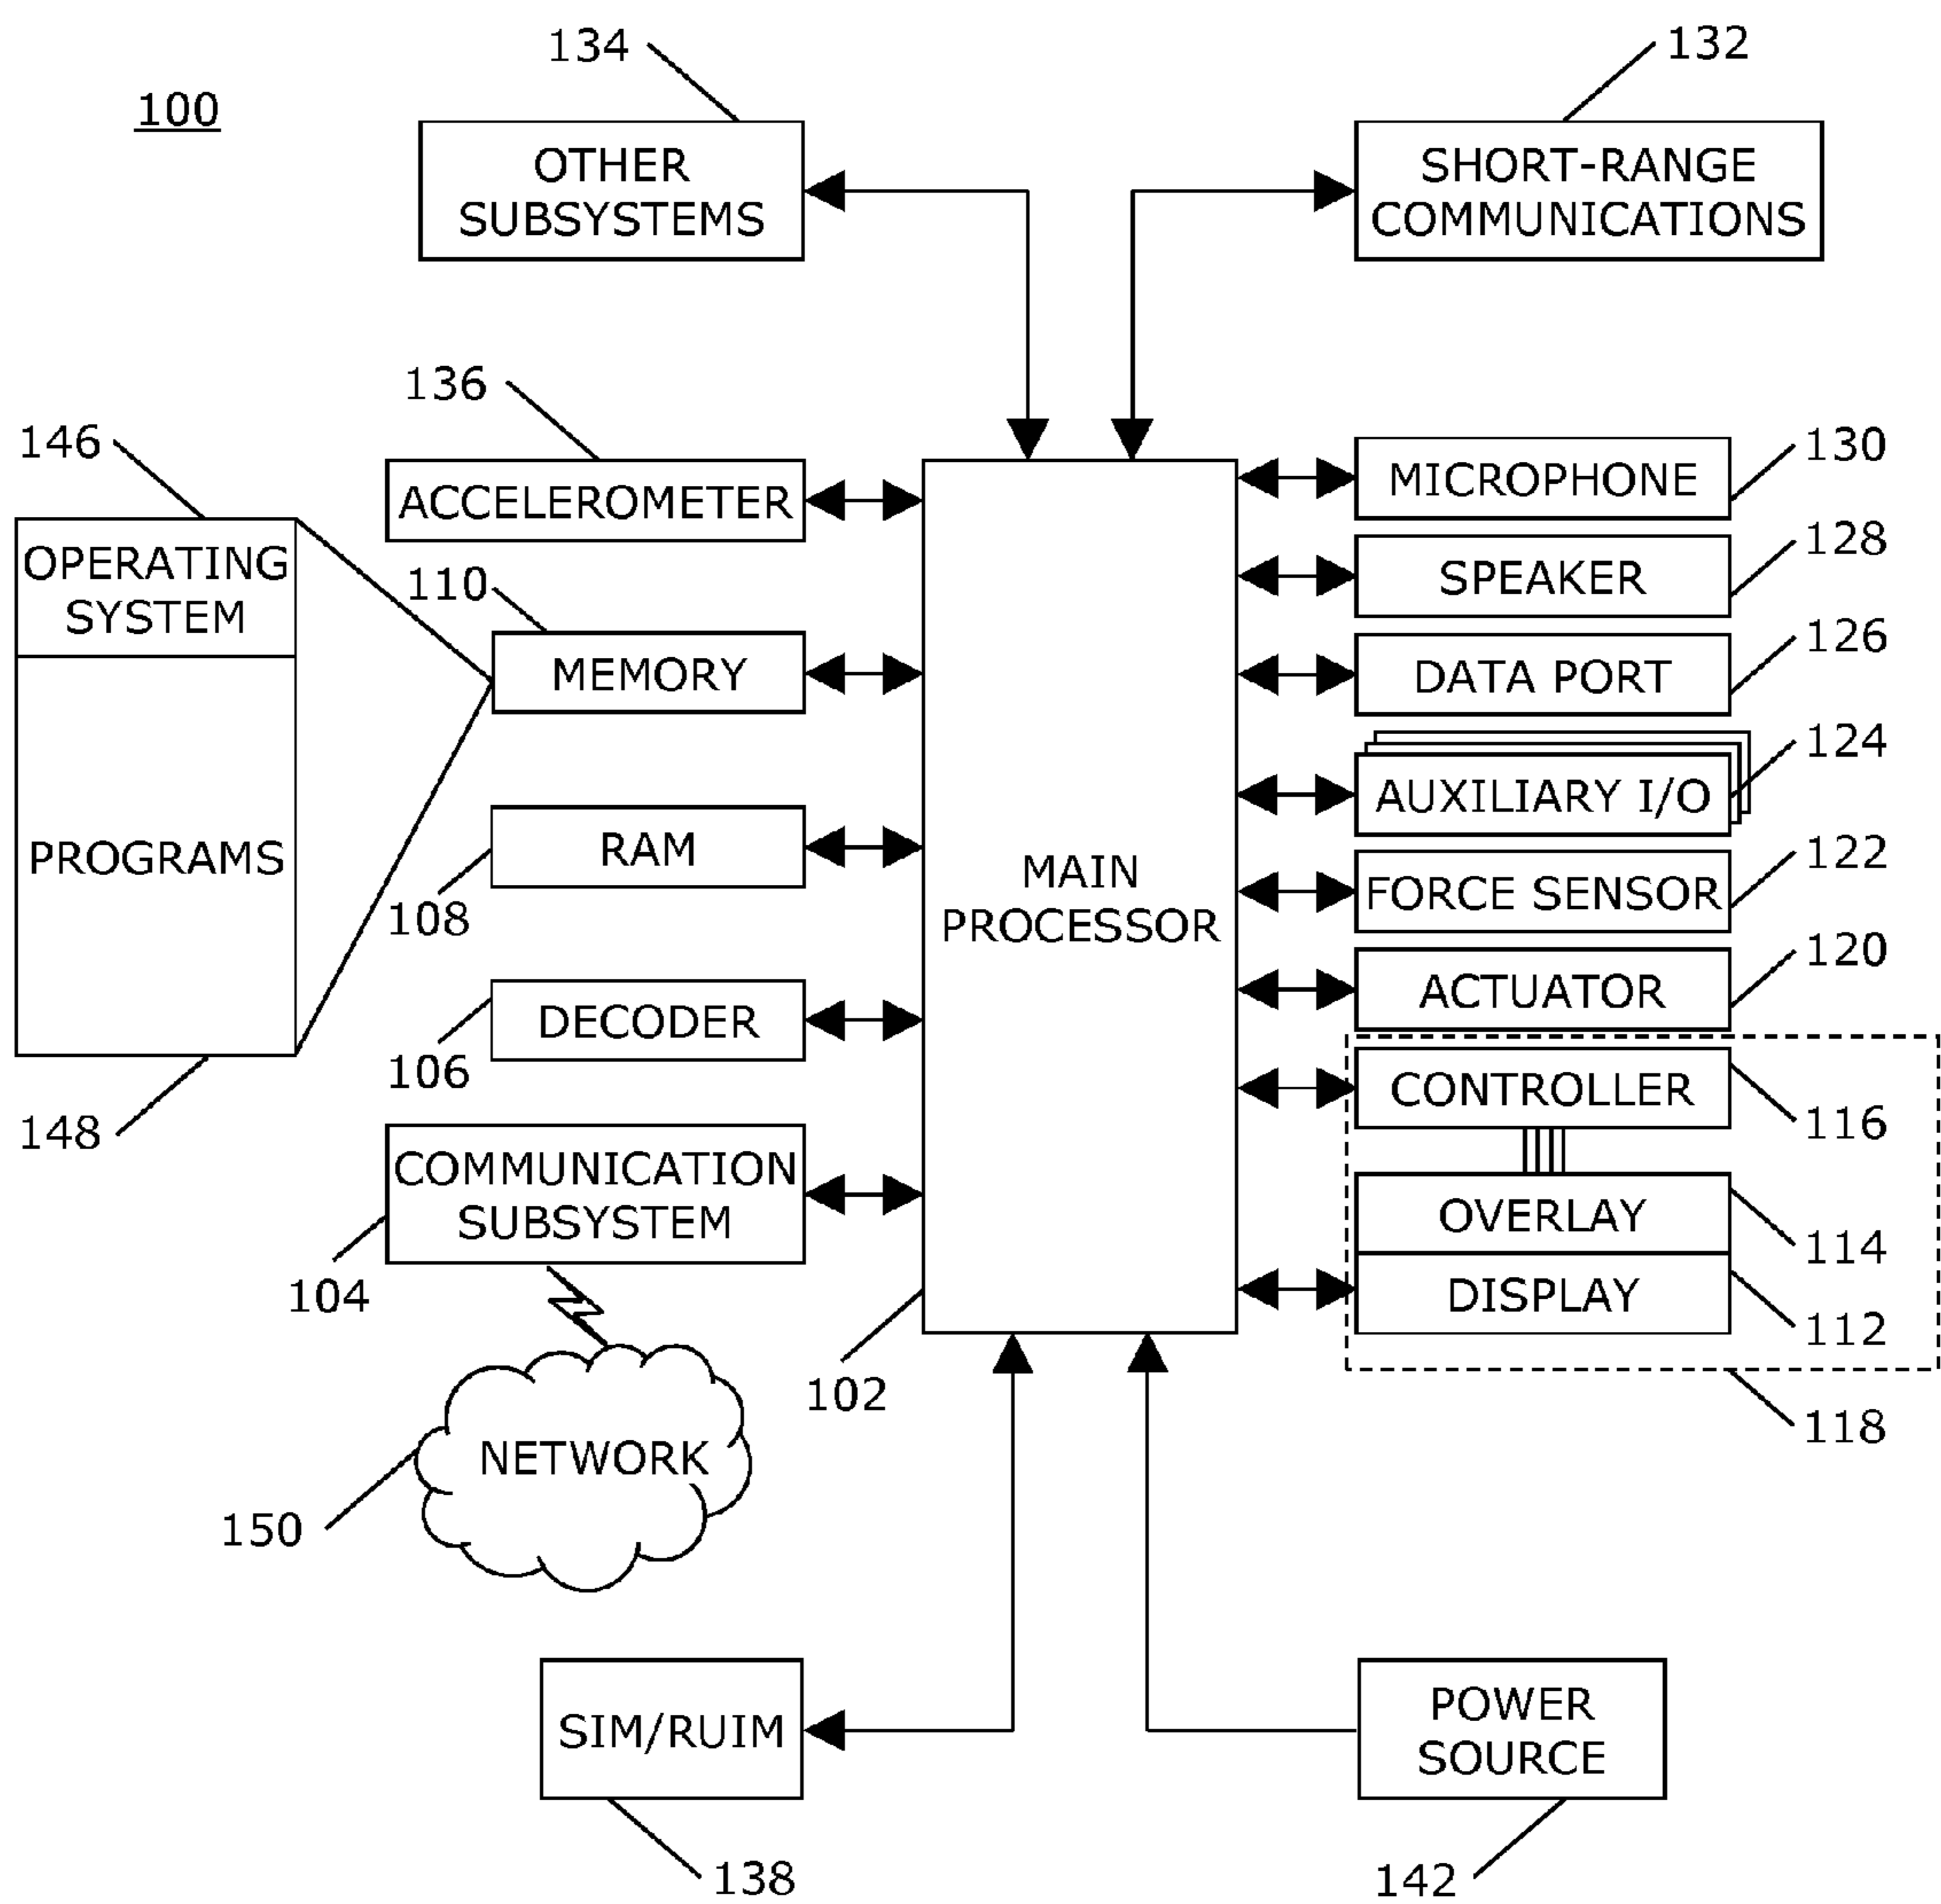 134
132
100
OTHER
SUBSYSTEMS
SHORT-RANGE
COMMUNICATIONS
136
146
130
ACCELEROMETER
MICROPHONE
128
OPERATING
SYSTEM
110
SPEAKER
126
MEMORY
DATA PORT
124
AUXILIARY I/O
PROGRAMS
RAM
122
MAIN
PROCESSOR
FORCE SENSOR
108
120
DECODER
ACTUATOR
106
CONTROLLER
148
116
COMMUNICATION
SUBSYSTEM
OVERLAY
114
104
DISPLAY
112
102
118
NETWORK
150
SIM/RUIM
POWER
SOURCE
138
142